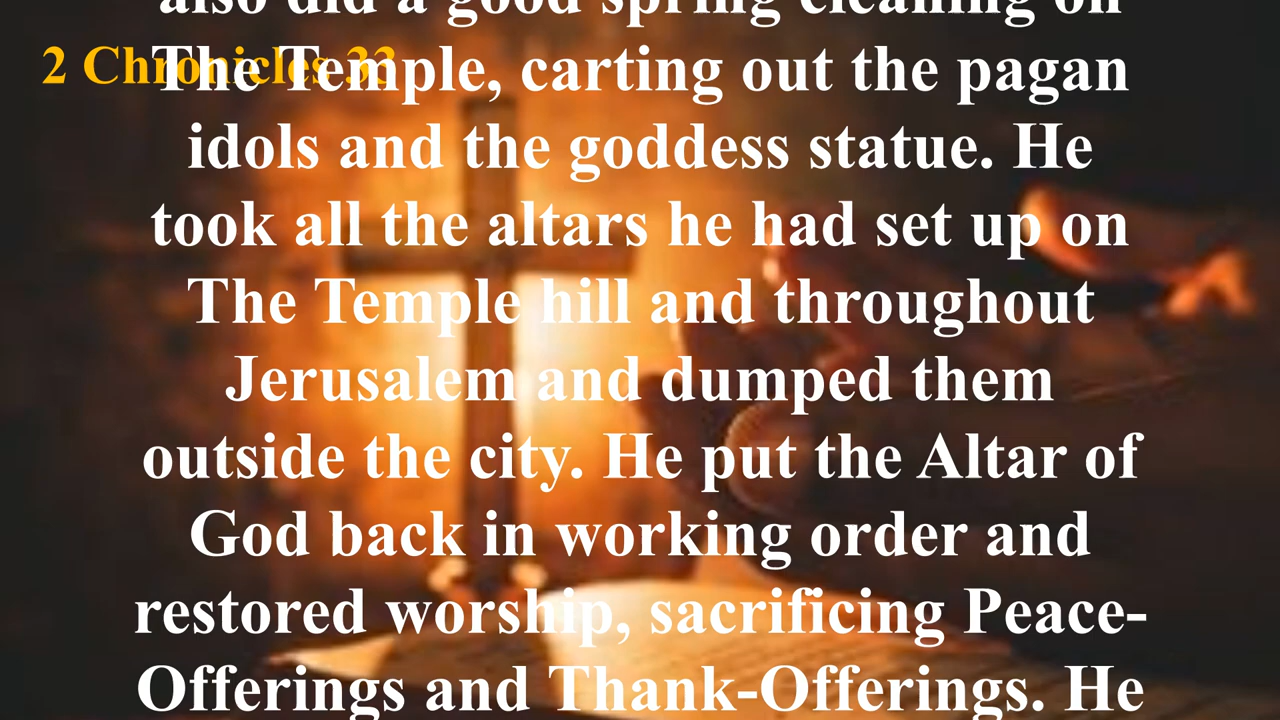 also did a good spring cleaning on
2 Chronicles 33
The Temple, carting out the pagan
idols and the goddess statue. He
took all the altars he had set up on
The Temple hill and throughout
Jerusalem and dumped them
outside the city. He put the Altar of
God back in working order and
restored worship, sacrificing Peace-
Offerings and Thank-Offerings. He